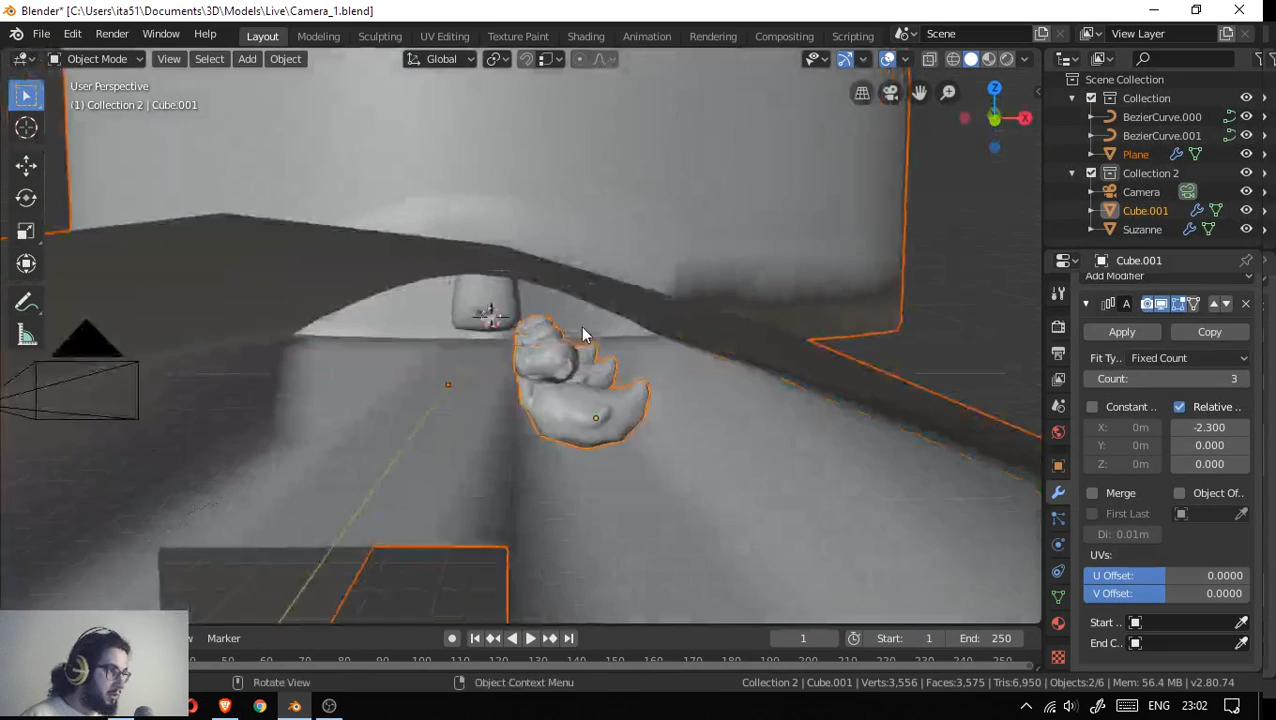 Blender* [C:\Users\ita51\Documents\3D\Models\Live\Camera_1.blend]
File Edit Render Window Help Layout Modeling Sculpting UV Editing Texture Paint Shading Animation Rendering Compositing Scripting Scene View Layer
Object Mode View Select Add Object Global
User Perspective
(1) Collection 2 | Cube.001
Z
X
Scene Collection
Collection
BezierCurve.000
BezierCurve.001
Plane
Collection 2
Camera
Cube.001
Suzanne
Cube.001
Add Modifier
A
Apply Copy
Fit Ty... Fixed Count
Count: 3
Constant ... Relative ..
X: 0m -2.300
Y: 0m 0.000
Z: 0m 0.000
Merge Object Of..
First Last
Di: 0.01m
UVs:
U Offset: 0.0000
V Offset: 0.0000
Start ..
End C..
Marker 1 Start: 1 End: 250
50 60 70 80 90 100 110 120 130 140 150 160 170 180 190 200 210 220 230 240 250
Rotate View Object Context Menu Collection 2 | Cube.001 | Verts:3,556 | Faces:3,575 | Tris:6,950 | Objects:2/6 | Mem: 56.4 MB | v2.80.74
ENG 23:02